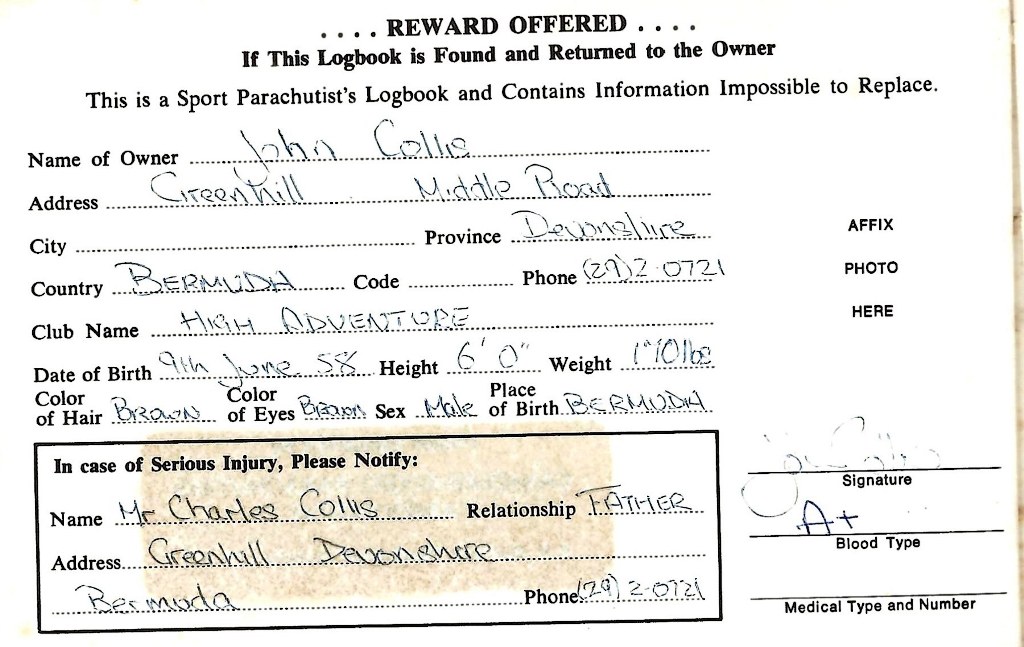 .... REWARD OFFERED ....
If This Logbook is Found and Returned to the Owner
This is a Sport Parachutist's Logbook and Contains Information Impossible to Replace.
Name of Owner John Collis
Address Greenhill Middle Road
City Province Devonshire
Country BERMUDA Code Phone (29) 2-0721
Club Name HIGH ADVENTURE
Date of Birth 9th June 58 Height 6' 0" Weight 170 lbs
Color of Hair BROWN Color of Eyes Brown Sex Male Place of Birth BERMUDA
In case of Serious Injury, Please Notify:
Name Mr Charles Collis Relationship FATHER
Address Greenhill Devonshire
Bermuda Phone (29) 2-0721
AFFIX
PHOTO
HERE
Signature
A+
Blood Type
Medical Type and Number